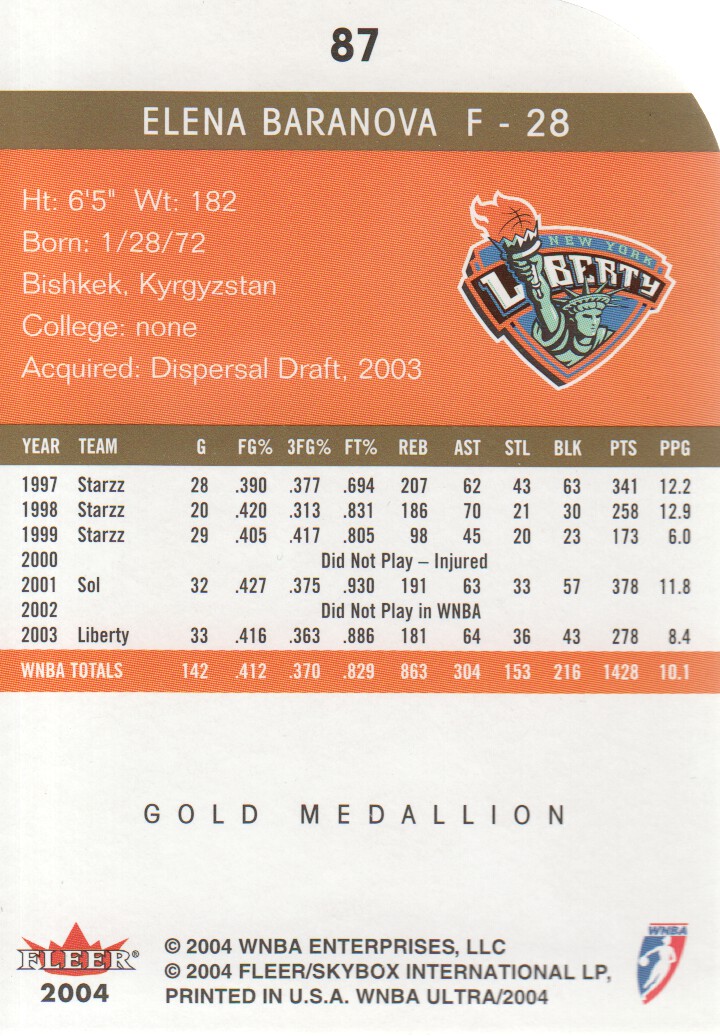 87
ELENA BARANOVA F - 28
Ht: 6'5" Wt: 182
Born: 1/28/72
Bishkek, Kyrgyzstan
College: none
Acquired: Dispersal Draft, 2003
NEW YORK
LIBERTY
YEAR TEAM G FG% 3FG% FT% REB AST STL BLK PTS PPG
1997 Starzz 28 .390 .377 .694 207 62 43 63 341 12.2
1998 Starzz 20 .420 .313 .831 186 70 21 30 258 12.9
1999 Starzz 29 .405 .417 .805 98 45 20 23 173 6.0
2000 Did Not Play – Injured
2001 Sol 32 .427 .375 .930 191 63 33 57 378 11.8
2002 Did Not Play in WNBA
2003 Liberty 33 .416 .363 .886 181 64 36 43 278 8.4
WNBA TOTALS 142 .412 .370 .829 863 304 153 216 1428 10.1
GOLD MEDALLION
FLEER®
2004
© 2004 WNBA ENTERPRISES, LLC
© 2004 FLEER/SKYBOX INTERNATIONAL LP,
PRINTED IN U.S.A. WNBA ULTRA/2004
WNBA